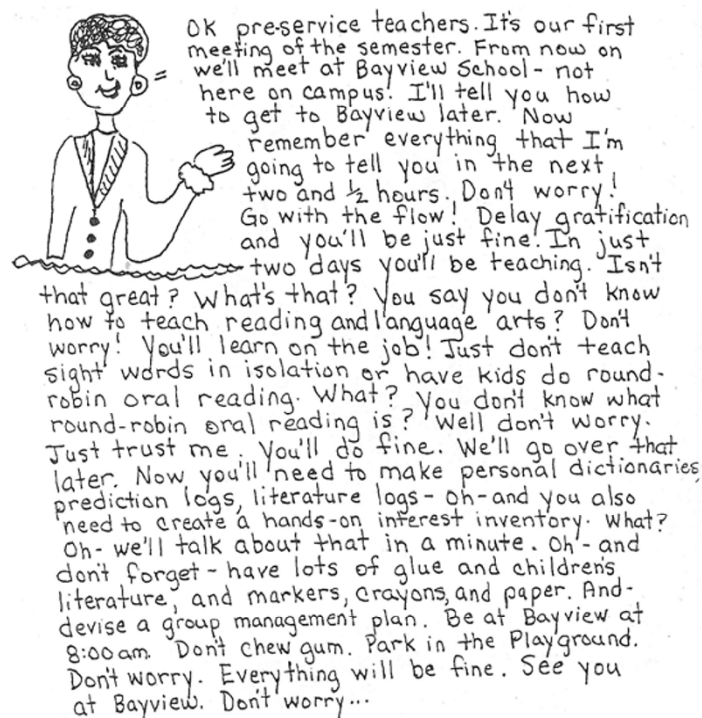 OK pre-service teachers. It's our first
meeting of the semester. From now on
we'll meet at Bayview School - not
here on campus! I'll tell you how
to get to Bayview later. Now
remember everything that I'm
going to tell you in the next
two and ½ hours. Don't worry!
Go with the flow! Delay gratification
and you'll be just fine! In just
two days you'll be teaching. Isn't
that great? What's that? You say you don't know
how to teach reading and language arts? Don't
worry! You'll learn on the job! Just don't teach
sight words in isolation or have kids do round-
robin oral reading. What? You don't know what
round-robin oral reading is? Well don't worry.
Just trust me. You'll do fine. We'll go over that
later. Now you'll need to make personal dictionaries,
prediction logs, literature logs - oh - and you also
need to create a hands-on interest inventory. What?
Oh - we'll talk about that in a minute. Oh - and
don't forget - have lots of glue and children's
literature, and markers, crayons, and paper. And -
devise a group management plan. Be at Bayview at
8:00 am. Don't chew gum. Park in the Playground.
Don't worry. Everything will be fine. See you
at Bayview. Don't worry...